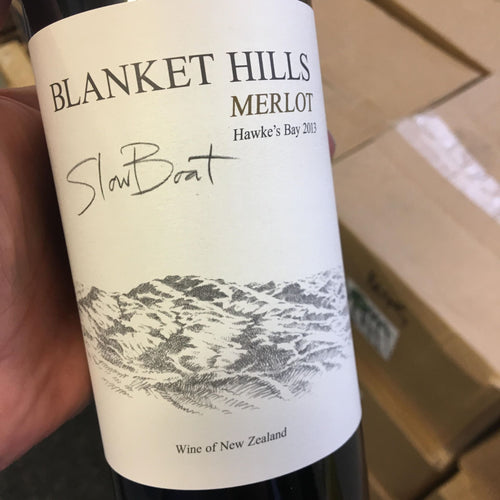 BLANKET HILLS
MERLOT
Hawke's Bay 2013
SlowBoat
Wine of New Zealand